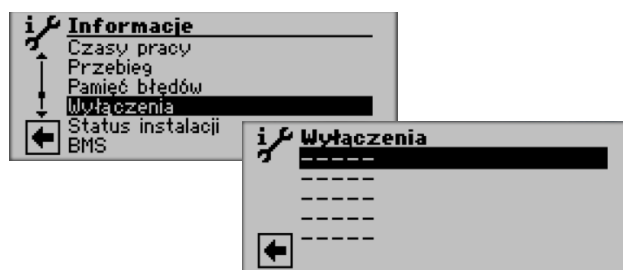 Informacje
Czasy pracy
Przebieg
Pamięć błędów
Wyłączenia
Status instalacji
BMS
Wyłączenia
-----
-----
-----
-----
-----